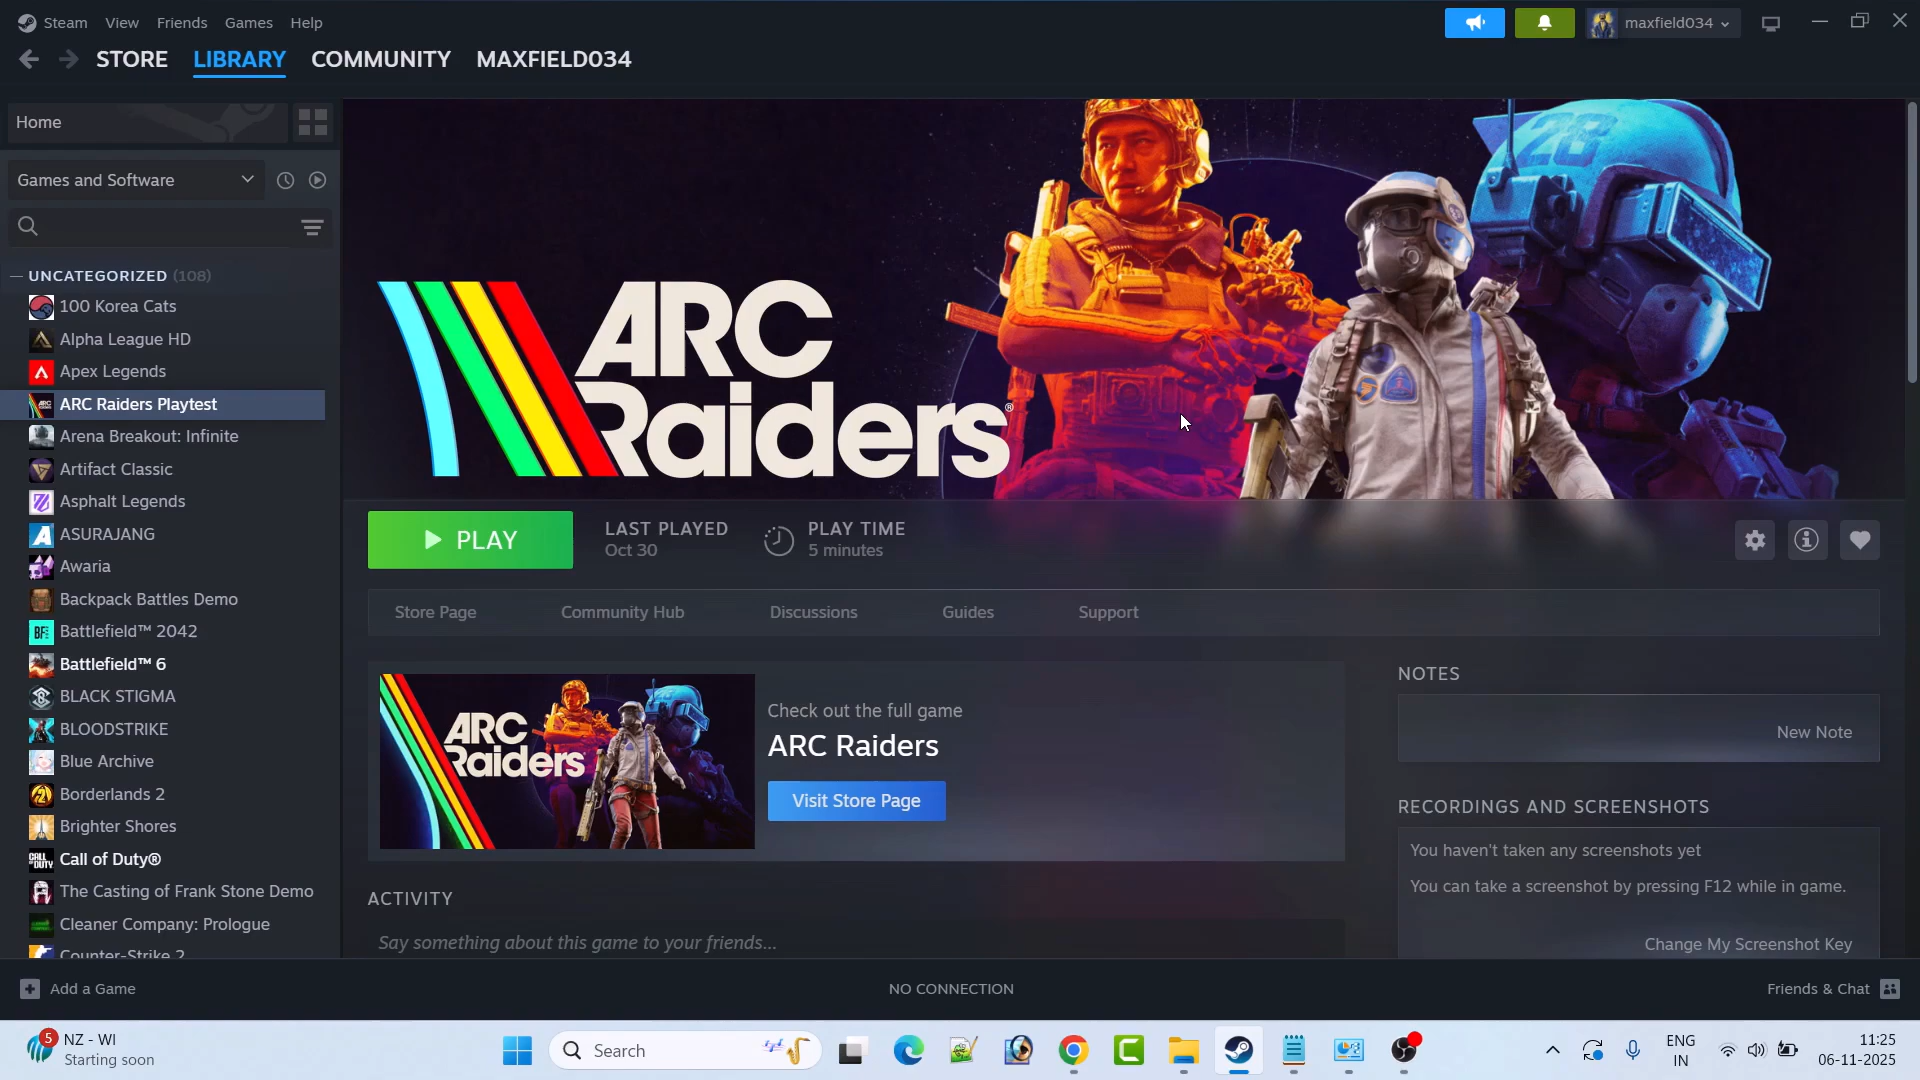 Steam View Friends Games Help
maxfield034
STORE LIBRARY COMMUNITY MAXFIELD034
Home
Games and Software
UNCATEGORIZED (108)
100 Korea Cats
Alpha League HD
Apex Legends
ARC Raiders Playtest
Arena Breakout: Infinite
Artifact Classic
Asphalt Legends
ASURAJANG
Awaria
Backpack Battles Demo
Battlefield™ 2042
Battlefield™ 6
BLACK STIGMA
BLOODSTRIKE
Blue Archive
Borderlands 2
Brighter Shores
Call of Duty®
The Casting of Frank Stone Demo
Cleaner Company: Prologue
Counter-Strike 2
28
ARC
Raiders®
PLAY
LAST PLAYED
Oct 30
PLAY TIME
5 minutes
Store Page Community Hub Discussions Guides Support
ARC
Raiders
Check out the full game
ARC Raiders
Visit Store Page
NOTES
New Note
RECORDINGS AND SCREENSHOTS
You haven't taken any screenshots yet
You can take a screenshot by pressing F12 while in game.
Change My Screenshot Key
ACTIVITY
Say something about this game to your friends...
Add a Game
NO CONNECTION
Friends & Chat
5
NZ - WI
Starting soon
Search
ENG
IN
11:25
06-11-2025